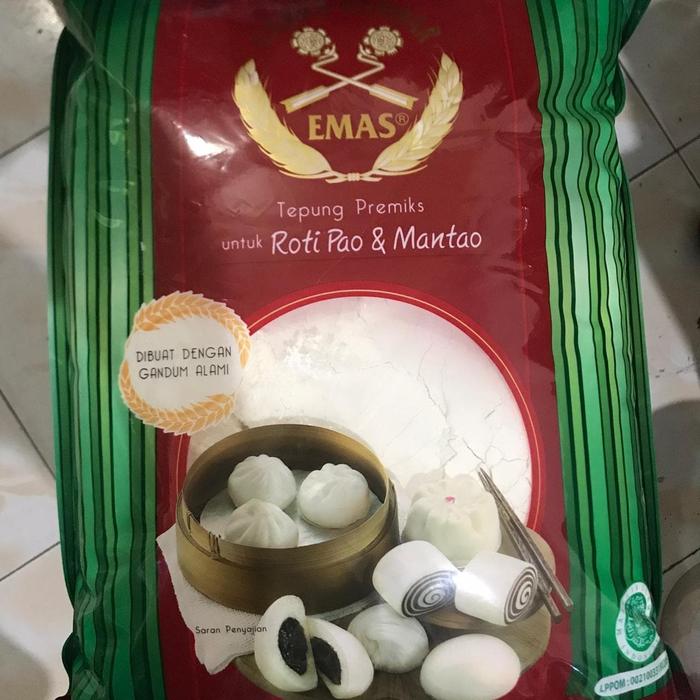 EMAS®
Tepung Premiks
untuk Roti Pao & Mantao
DIBUAT DENGAN
GANDUM ALAMI
Saran Penyajian